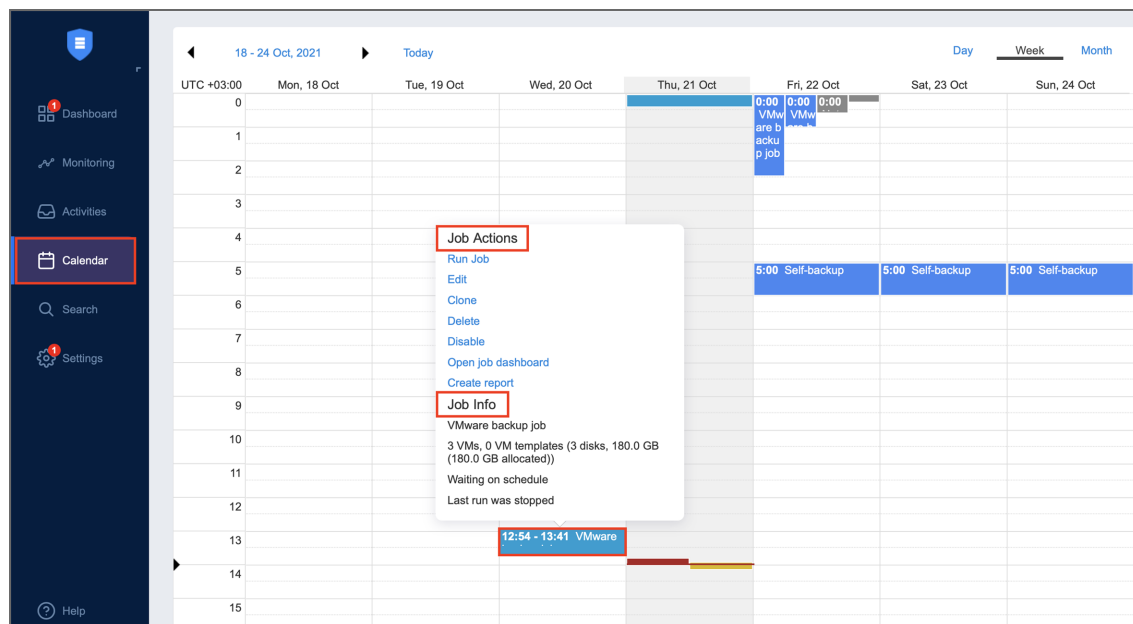 18 - 24 Oct, 2021
Today
Day
Week
Month
UTC +03:00
Mon, 18 Oct
Tue, 19 Oct
Wed, 20 Oct
Thu, 21 Oct
Fri, 22 Oct
Sat, 23 Oct
Sun, 24 Oct
1
Dashboard
Monitoring
Activities
Calendar
Search
1
Settings
Help
0
1
2
3
4
5
6
7
8
9
10
11
12
13
14
15
0:00
VMw
are b
acku
p job
0:00
VMw
0:00
5:00 Self-backup
5:00 Self-backup
5:00 Self-backup
Job Actions
Run Job
Edit
Clone
Delete
Disable
Open job dashboard
Create report
Job Info
VMware backup job
3 VMs, 0 VM templates (3 disks, 180.0 GB
(180.0 GB allocated))
Waiting on schedule
Last run was stopped
12:54 - 13:41 VMware